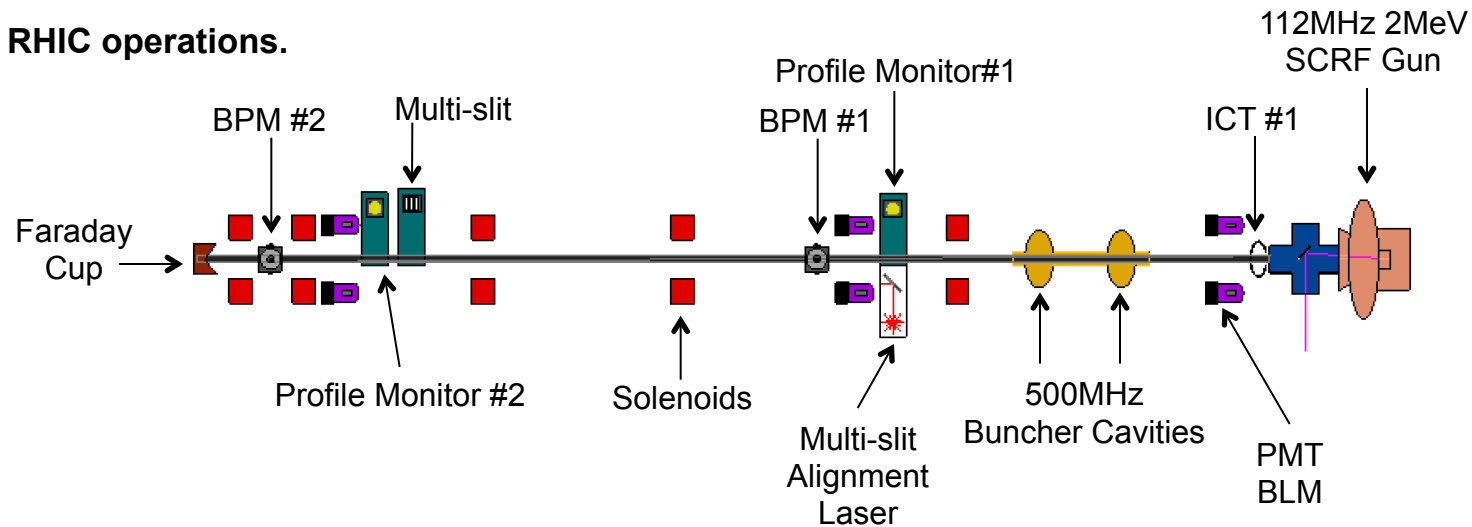 RHIC operations.
112MHz 2MeV
SCRF Gun
Profile Monitor#1
Multi-slit
BPM #2
BPM #1
ICT #1
Faraday
Cup
Profile Monitor #2
Solenoids
500MHz
Buncher Cavities
Multi-slit
Alignment
Laser
PMT
BLM